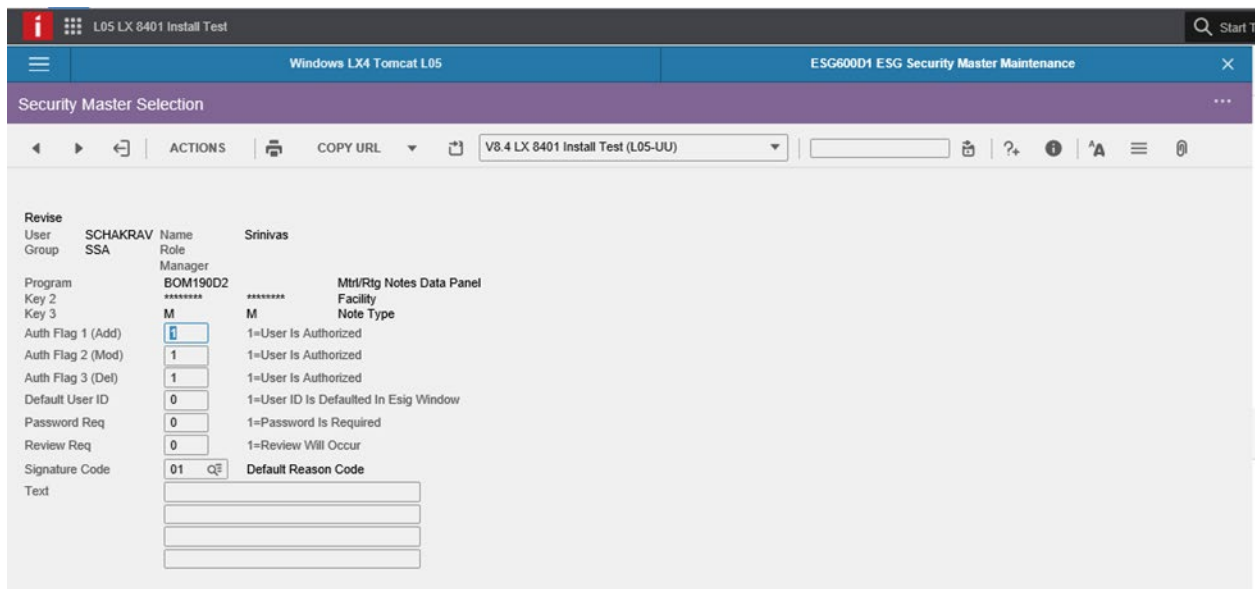 i L05 LX 8401 Install Test Start
Windows LX4 Tomcat L05 ESG600D1 ESG Security Master Maintenance
Security Master Selection
ACTIONS COPY URL V8.4 LX 8401 Install Test (L05-UU)
Revise
User SCHAKRAV Name Srinivas
Group SSA Role
Manager
Program BOM190D2 Mtrl/Rtg Notes Data Panel
Key 2 ******** ******** Facility
Key 3 M M Note Type
Auth Flag 1 (Add) 1 1=User Is Authorized
Auth Flag 2 (Mod) 1 1=User Is Authorized
Auth Flag 3 (Del) 1 1=User Is Authorized
Default User ID 0 1=User ID Is Defaulted In Esig Window
Password Req 0 1=Password Is Required
Review Req 0 1=Review Will Occur
Signature Code 01 Default Reason Code
Text